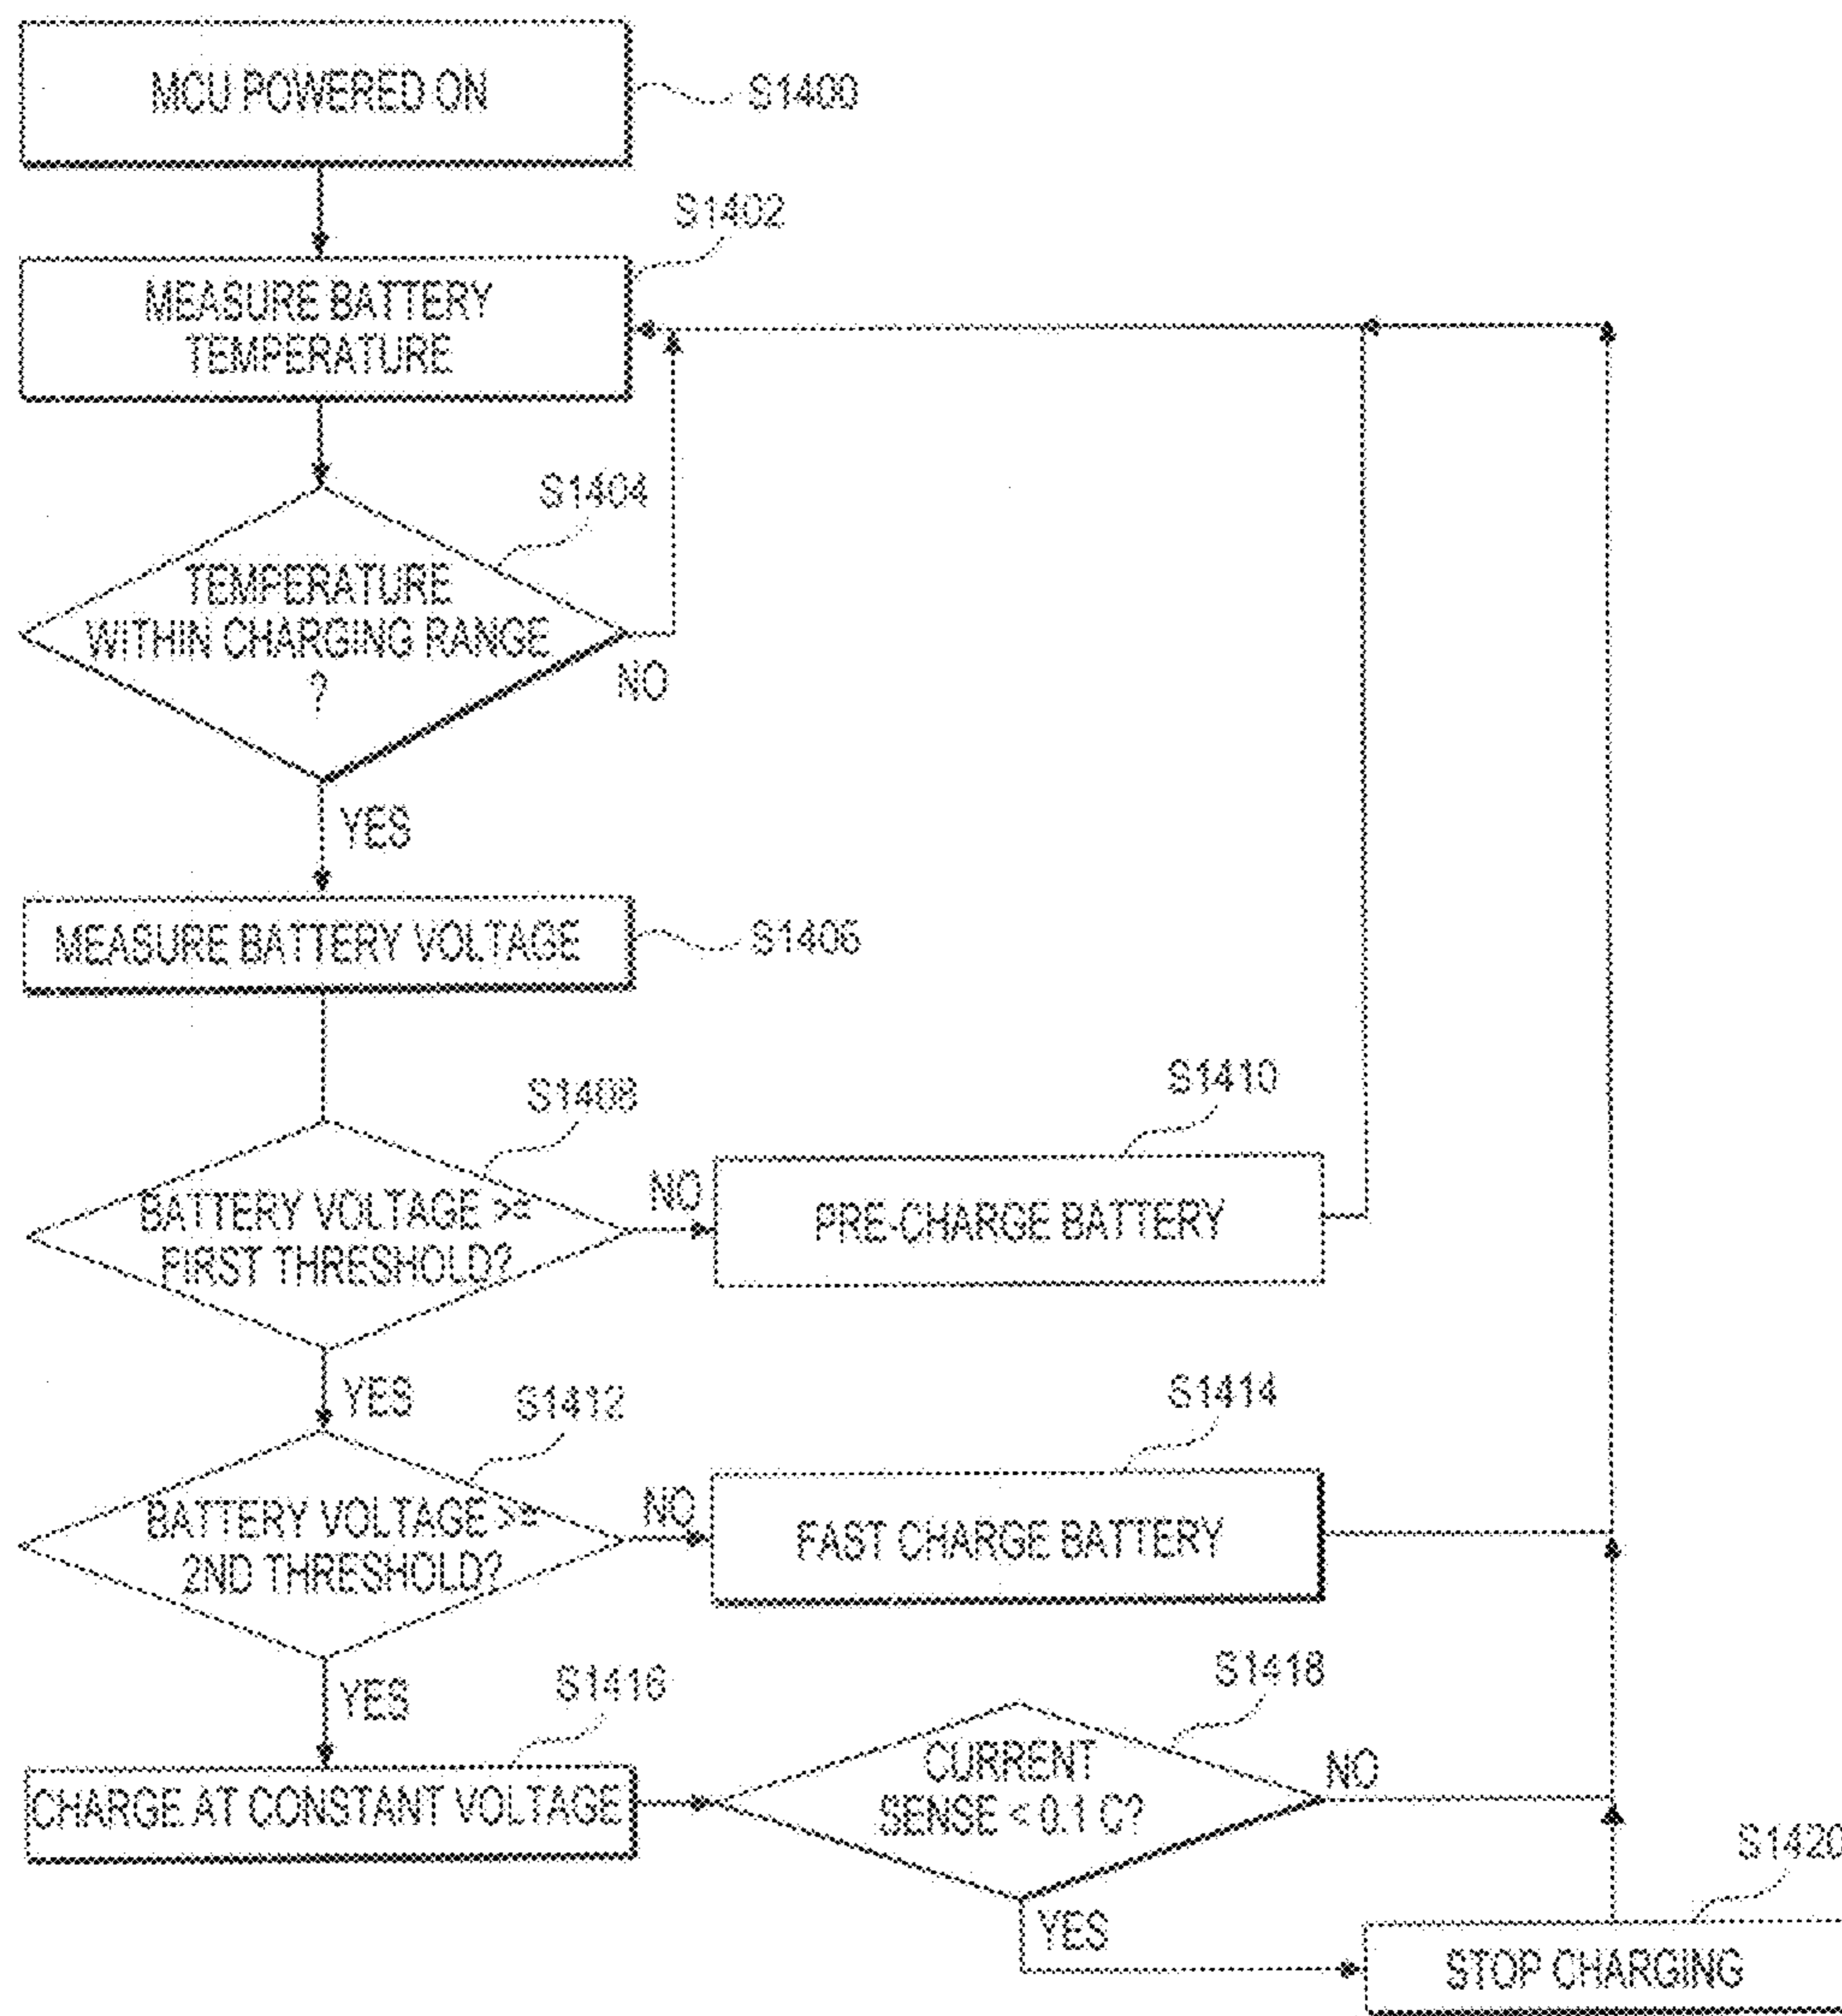 MCU POWERED ON
S1400
S1402
MEASURE BATTERY
TEMPERATURE
S1404
TEMPERATURE
WITHIN CHARGING RANGE
?
NO
YES
MEASURE BATTERY VOLTAGE
S1406
S1408
BATTERY VOLTAGE >=
FIRST THRESHOLD?
NO
S1410
PRE-CHARGE BATTERY
YES
S1412
BATTERY VOLTAGE >=
2ND THRESHOLD?
NO
S1414
FAST CHARGE BATTERY
YES
S1416
CHARGE AT CONSTANT VOLTAGE
S1418
CURRENT
SENSE < 0.1 C?
NO
YES
S1420
STOP CHARGING